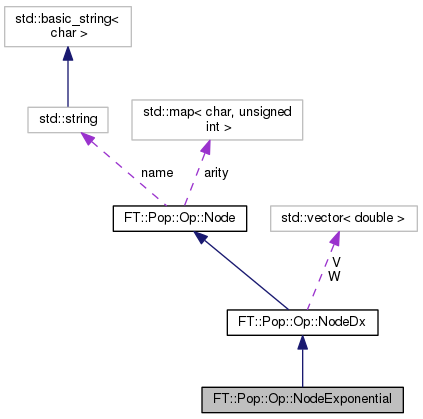 std::basic_string<
char >
std::string
std::map< char, unsigned
int >
name
arity
FT::Pop::Op::Node
std::vector< double >
V
W
FT::Pop::Op::NodeDx
FT::Pop::Op::NodeExponential